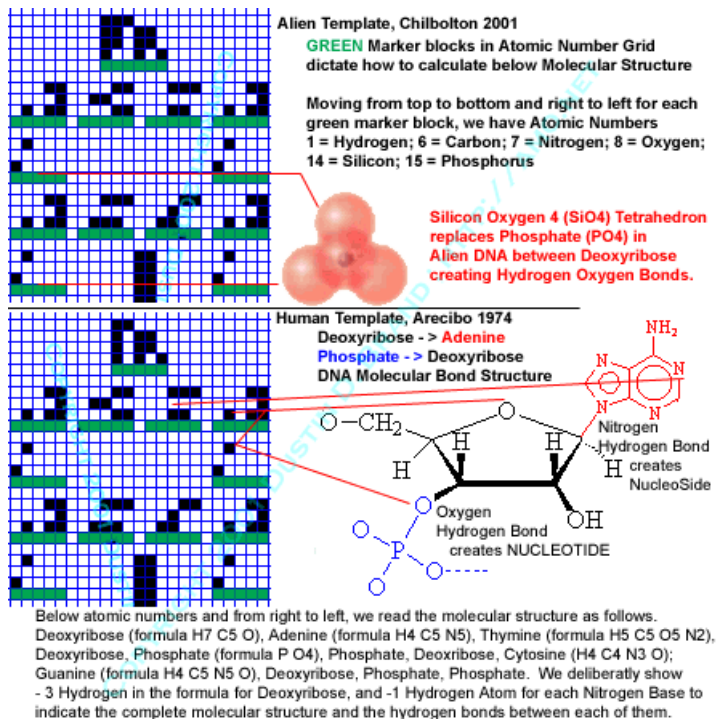 Alien Template, Chilbolton 2001
GREEN Marker blocks in Atomic Number Grid
dictate how to calculate below Molecular Structure
Moving from top to bottom and right to left for each
green marker block, we have Atomic Numbers
1 = Hydrogen; 6 = Carbon; 7 = Nitrogen; 8 = Oxygen;
14 = Silicon; 15 = Phosphorus
Silicon Oxygen 4 (SiO4) Tetrahedron
replaces Phosphate (PO4) in
Alien DNA between Deoxyribose
creating Hydrogen Oxygen Bonds.
Human Template, Arecibo 1974
Deoxyribose - > Adenine
Phosphate -> Deoxyribose
DNA Molecular Bond Structure
NH2
N
N
N
N
O
O—CH2
H
H
H
H
Nitrogen
Hydrogen Bond
creates
NucleoSide
O
OH
Oxygen
Hydrogen Bond
creates NUCLEOTIDE
O
P
O
O
Below atomic numbers and from right to left, we read the molecular structure as follows.
Deoxyribose (formula H7 C5 O), Adenine (formula H4 C5 N5), Thymine (formula H5 C5 O5 N2),
Deoxyribose, Phosphate (formula P O4), Phosphate, Deoxribose, Cytosine (H4 C4 N3 O);
Guanine (formula H4 C5 N5 O), Deoxyribose, Phosphate, Phosphate. We deliberatly show
- 3 Hydrogen in the formula for Deoxyribose, and -1 Hydrogen Atom for each Nitrogen Base to
indicate the complete molecular structure and the hydrogen bonds between each of them.